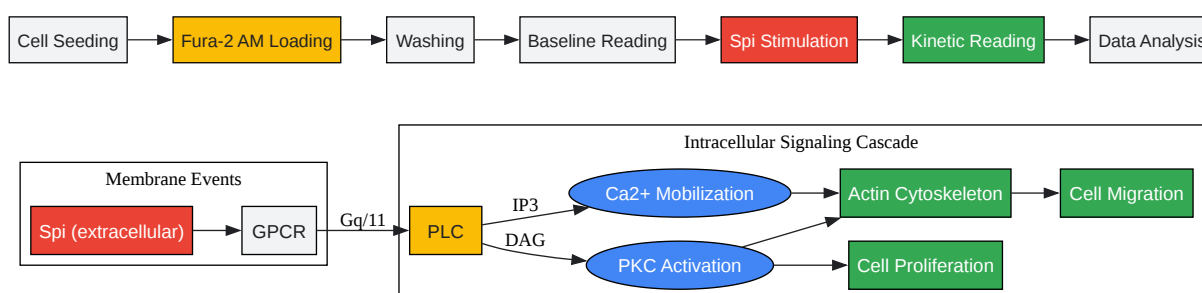 Cell Seeding
Fura-2 AM Loading
Washing
Baseline Reading
Spi Stimulation
Kinetic Reading
Data Analysis
Intracellular Signaling Cascade
Membrane Events
Spi (extracellular)
GPCR
Gq/11
PLC
IP3
DAG
Ca2+ Mobilization
PKC Activation
Actin Cytoskeleton
Cell Migration
Cell Proliferation